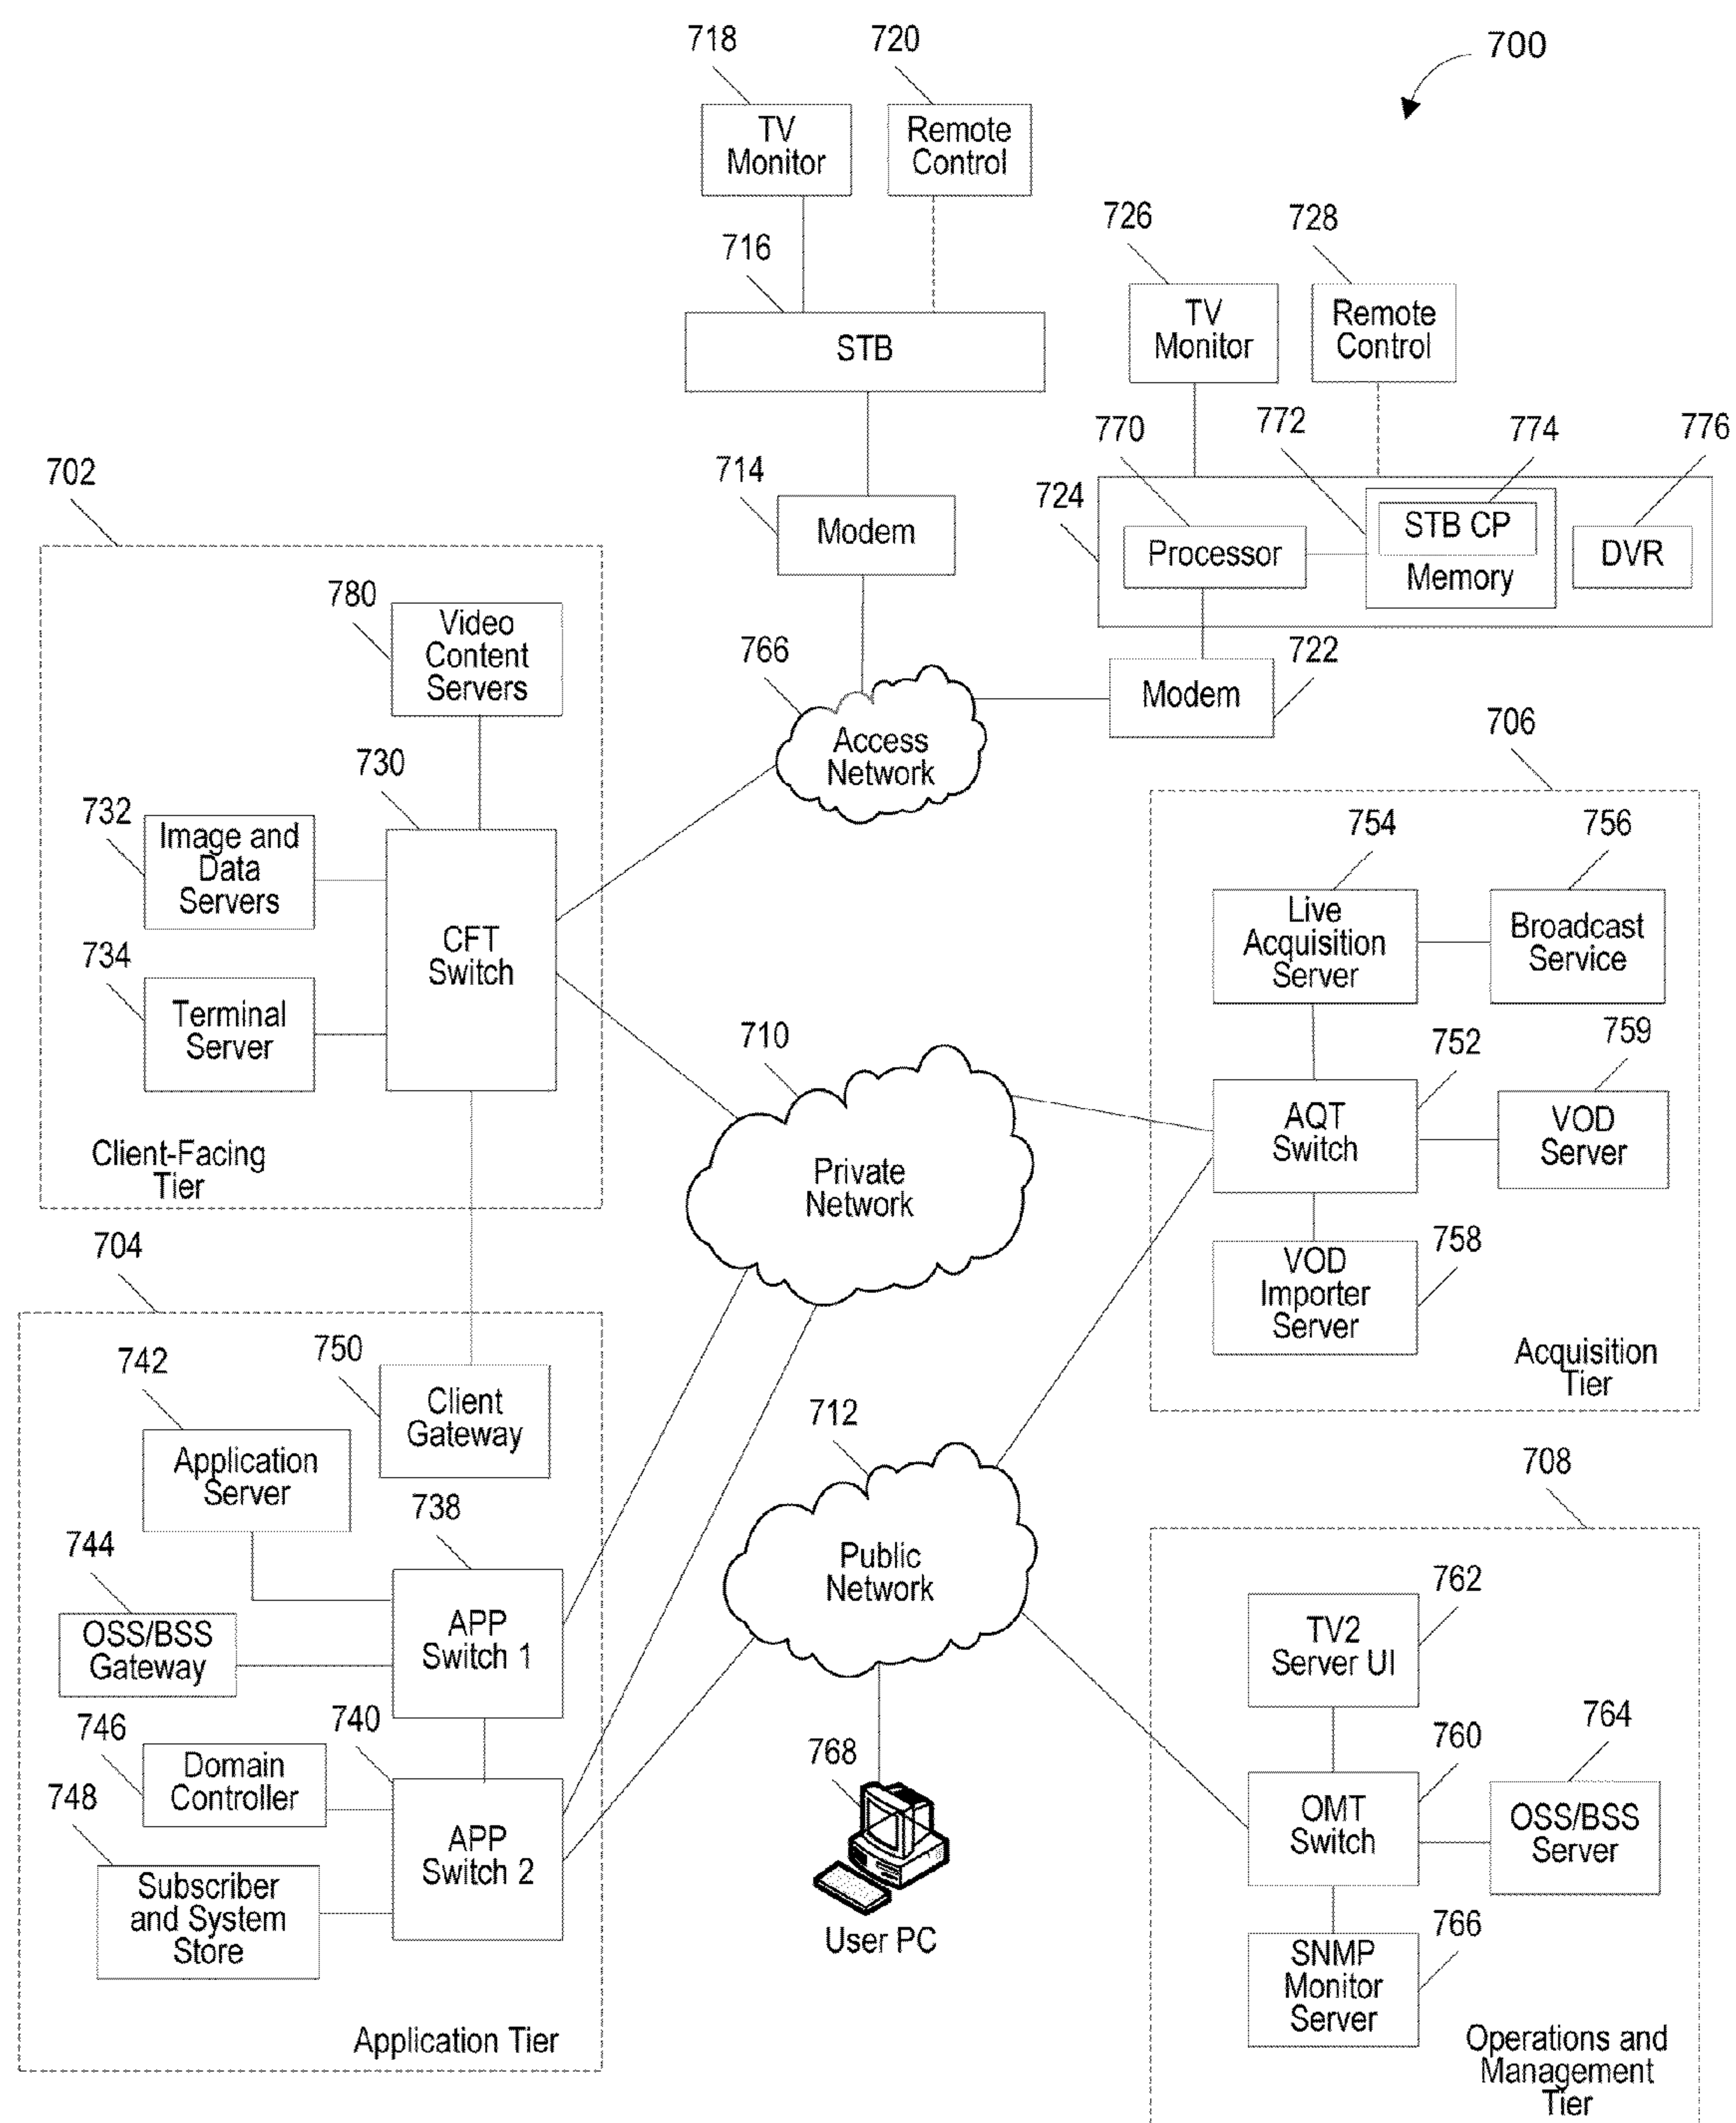 700
718
TV
Monitor
720
Remote
Control
716
STB
726
TV
Monitor
728
Remote
Control
714
Modem
724
770
Processor
772
774
STB CP
Memory
776
DVR
722
Modem
766
Access
Network
702
780
Video
Content
Servers
730
CFT
Switch
732
Image and
Data
Servers
734
Terminal
Server
Client-Facing
Tier
706
754
Live
Acquisition
Server
756
Broadcast
Service
752
AQT
Switch
759
VOD
Server
758
VOD
Importer
Server
Acquisition
Tier
710
Private
Network
704
750
Client
Gateway
742
Application
Server
738
APP
Switch 1
744
OSS/BSS
Gateway
740
APP
Switch 2
746
Domain
Controller
748
Subscriber
and System
Store
Application Tier
712
Public
Network
768
User PC
708
762
TV2
Server UI
760
OMT
Switch
764
OSS/BSS
Server
766
SNMP
Monitor
Server
Operations and
Management
Tier